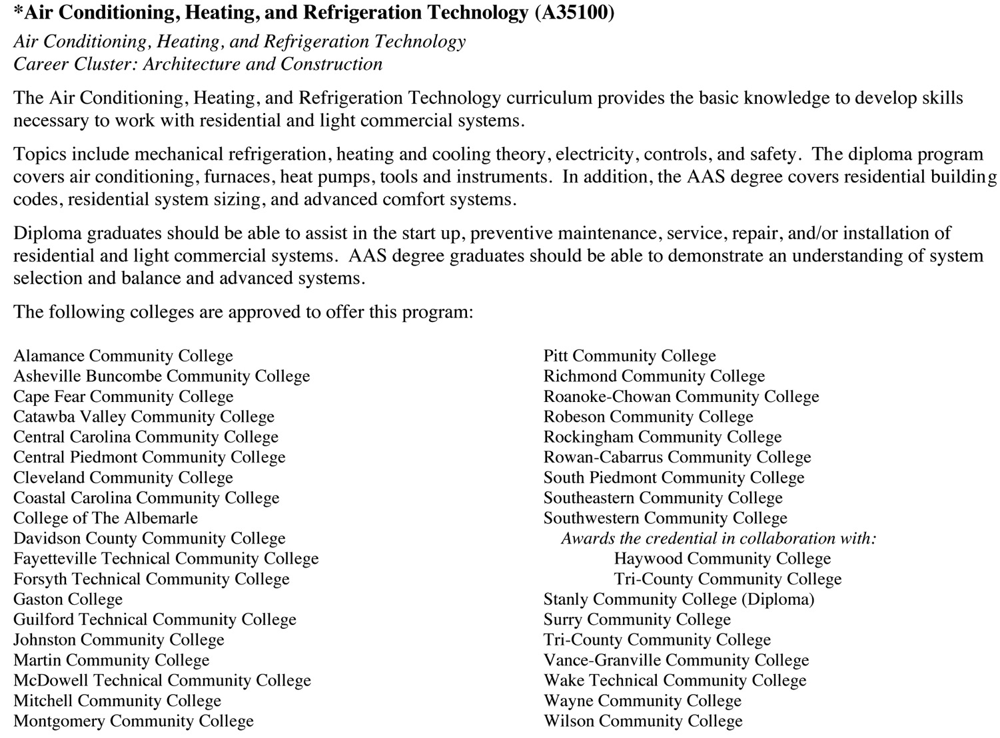 *Air Conditioning, Heating, and Refrigeration Technology (A35100)
Air Conditioning, Heating, and Refrigeration Technology
Career Cluster: Architecture and Construction
The Air Conditioning, Heating, and Refrigeration Technology curriculum provides the basic knowledge to develop skills
necessary to work with residential and light commercial systems.
Topics include mechanical refrigeration, heating and cooling theory, electricity, controls, and safety.  The diploma program
covers air conditioning, furnaces, heat pumps, tools and instruments.  In addition, the AAS degree covers residential building
codes, residential system sizing, and advanced comfort systems.
Diploma graduates should be able to assist in the start up, preventive maintenance, service, repair, and/or installation of
residential and light commercial systems.  AAS degree graduates should be able to demonstrate an understanding of system
selection and balance and advanced systems.
The following colleges are approved to offer this program:
Alamance Community College
Asheville Buncombe Community College
Cape Fear Community College
Catawba Valley Community College
Central Carolina Community College
Central Piedmont Community College
Cleveland Community College
Coastal Carolina Community College
College of The Albemarle
Davidson County Community College
Fayetteville Technical Community College
Forsyth Technical Community College
Gaston College
Guilford Technical Community College
Johnston Community College
Martin Community College
McDowell Technical Community College
Mitchell Community College
Montgomery Community College
Pitt Community College
Richmond Community College
Roanoke-Chowan Community College
Robeson Community College
Rockingham Community College
Rowan-Cabarrus Community College
South Piedmont Community College
Southeastern Community College
Southwestern Community College
Awards the credential in collaboration with:
Haywood Community College
Tri-County Community College
Stanly Community College (Diploma)
Surry Community College
Tri-County Community College
Vance-Granville Community College
Wake Technical Community College
Wayne Community College
Wilson Community College